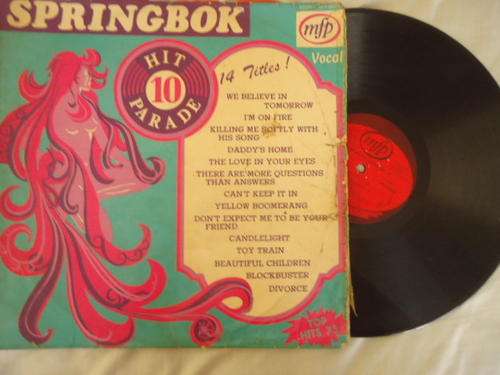 SPRINGBOK
mfp
Vocal
HIT
10
PARADE
14 Titles!
WE BELIEVE IN
TOMORROW
I'M ON FIRE
KILLING ME SOFTLY WITH
HIS SONG
DADDY'S HOME
THE LOVE IN YOUR EYES
THERE ARE MORE QUESTIONS
THAN ANSWERS
CAN'T KEEP IT IN
YELLOW BOOMERANG
DON'T EXPECT ME TO BE YOUR
FRIEND
CANDLELIGHT
TOY TRAIN
BEAUTIFUL CHILDREN
BLOCKBUSTER
DIVORCE
TOP
HITS
mfp